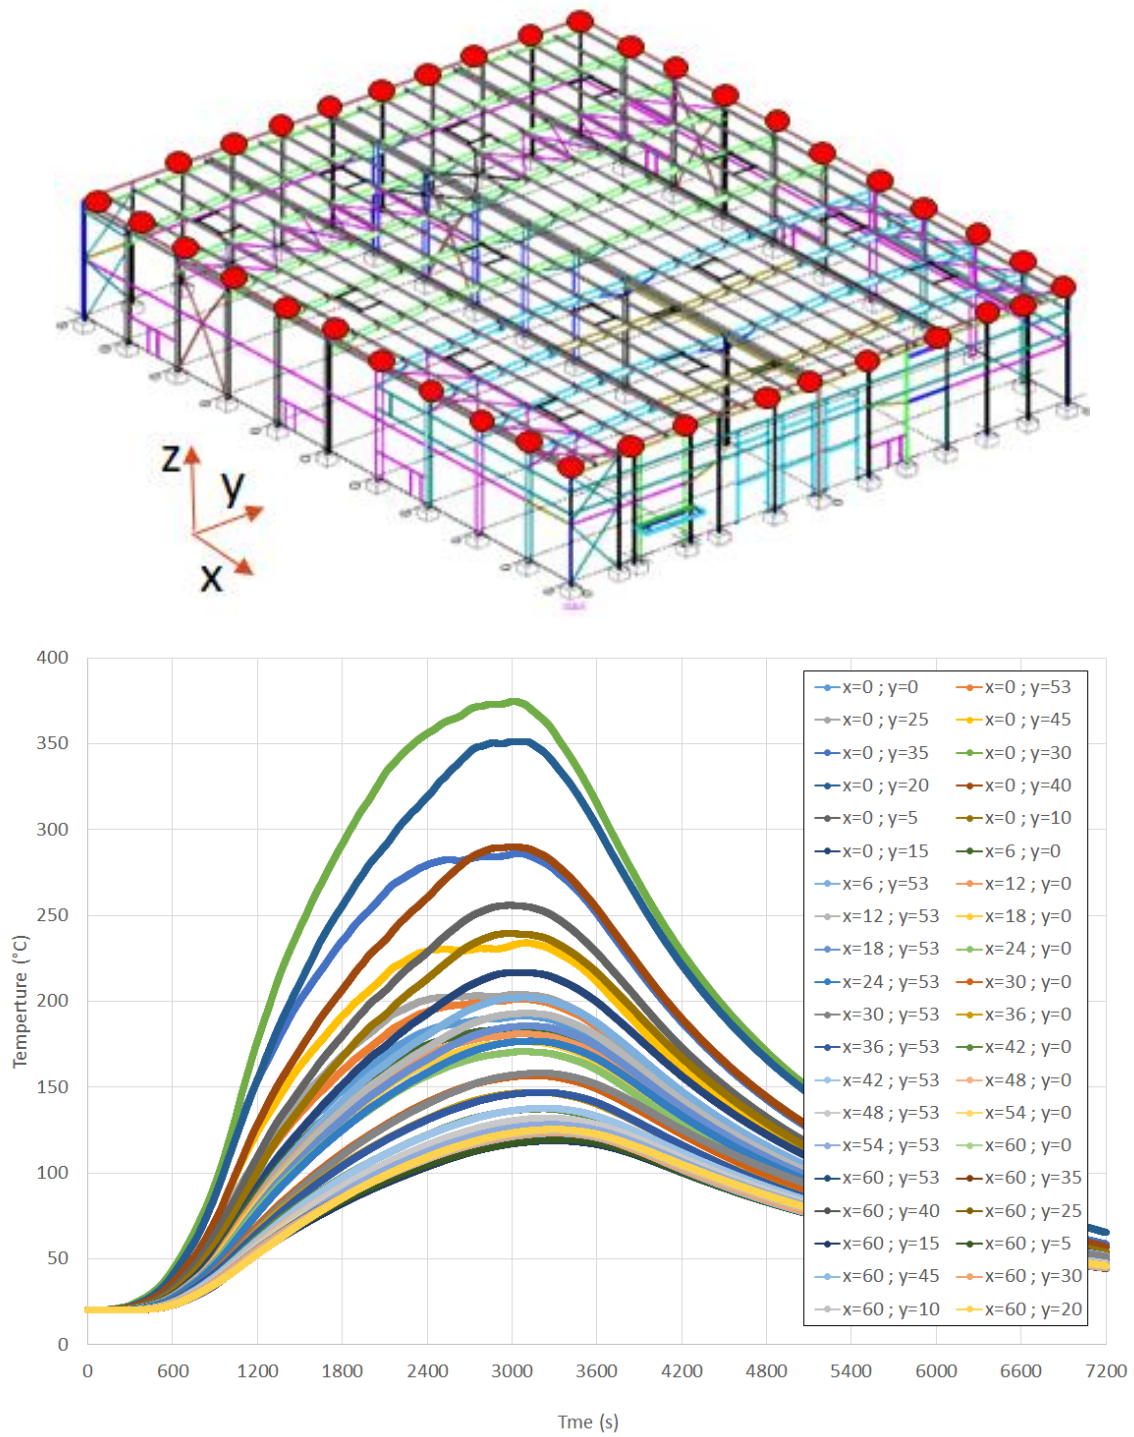 z
y
x
400
350
300
250
200
150
100
50
0
Temperture (°C)
x=0 ; y=0 x=0 ; y=53
x=0 ; y=25 x=0 ; y=45
x=0 ; y=35 x=0 ; y=30
x=0 ; y=20 x=0 ; y=40
x=0 ; y=5 x=0 ; y=10
x=0 ; y=15 x=6 ; y=0
x=6 ; y=53 x=12 ; y=0
x=12 ; y=53 x=18 ; y=0
x=18 ; y=53 x=24 ; y=0
x=24 ; y=53 x=30 ; y=0
x=30 ; y=53 x=36 ; y=0
x=36 ; y=53 x=42 ; y=0
x=42 ; y=53 x=48 ; y=0
x=48 ; y=53 x=54 ; y=0
x=54 ; y=53 x=60 ; y=0
x=60 ; y=53 x=60 ; y=35
x=60 ; y=40 x=60 ; y=25
x=60 ; y=15 x=60 ; y=5
x=60 ; y=45 x=60 ; y=30
x=60 ; y=10 x=60 ; y=20
0 600 1200 1800 2400 3000 3600 4200 4800 5400 6000 6600 7200
Tme (s)